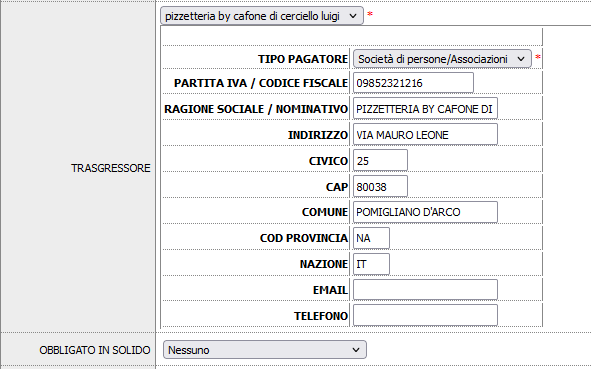 pizzetteria by cafone di cerciello luigi *
TIPO PAGATORE Società di persone/Associazioni *
PARTITA IVA / CODICE FISCALE 09852321216
RAGIONE SOCIALE / NOMINATIVO PIZZETTERIA BY CAFONE DI
INDIRIZZO VIA MAURO LEONE
CIVICO 25
TRASGRESSORE
CAP 80038
COMUNE POMIGLIANO D'ARCO
COD PROVINCIA NA
NAZIONE IT
EMAIL
TELEFONO
OBBLIGATO IN SOLIDO Nessuno